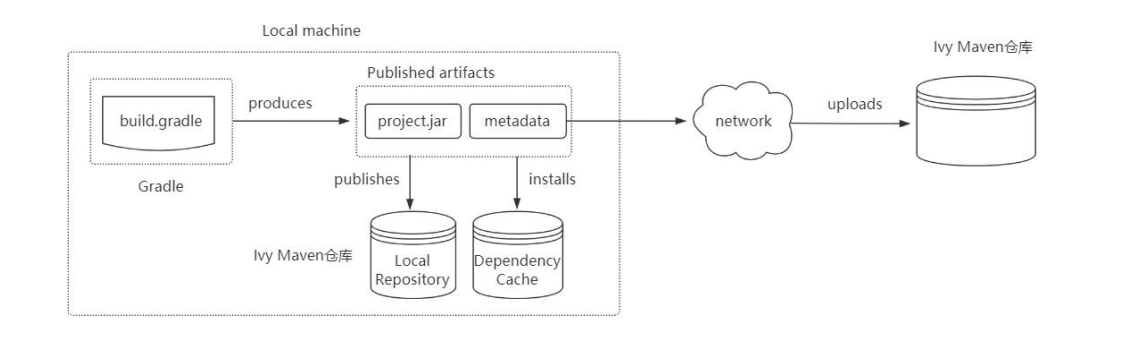 Local machine
Ivy Maven仓库
Published artifacts
build.gradle
produces
project.jar
metadata
network
uploads
Gradle
publishes
installs
Ivy Maven仓库
Local
Repository
Dependency
Cache